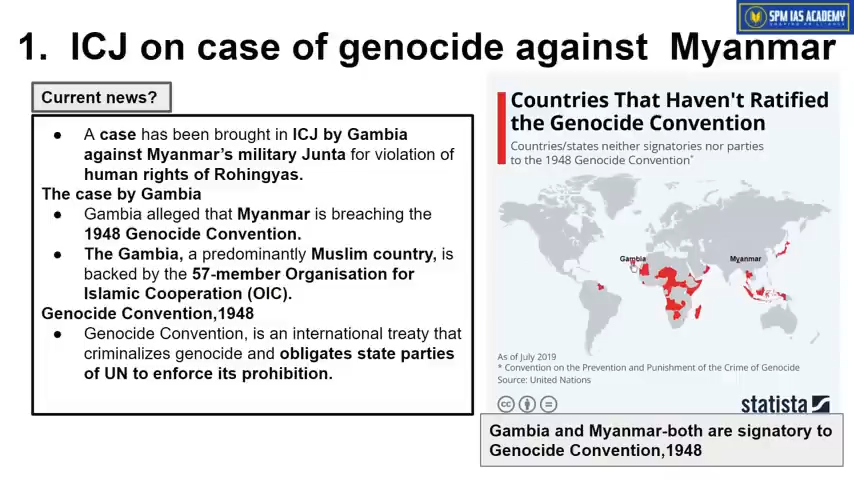 SPM IAS ACADEMY
SHAPING DREAMS ALLIANCE
1. ICJ on case of genocide against Myanmar
Current news?
● A case has been brought in ICJ by Gambia
against Myanmar's military Junta for violation of
human rights of Rohingyas.
The case by Gambia
● Gambia alleged that Myanmar is breaching the
1948 Genocide Convention.
● The Gambia, a predominantly Muslim country, is
backed by the 57-member Organisation for
Islamic Cooperation (OIC).
Genocide Convention,1948
● Genocide Convention, is an international treaty that
criminalizes genocide and obligates state parties
of UN to enforce its prohibition.
Countries That Haven't Ratified
the Genocide Convention
Countries/states neither signatories nor parties
to the 1948 Genocide Convention*
Gambia
Myanmar
As of July 2019
* Convention on the Prevention and Punishment of the Crime of Genocide
Source: United Nations
cc
statista
Gambia and Myanmar-both are signatory to
Genocide Convention,1948